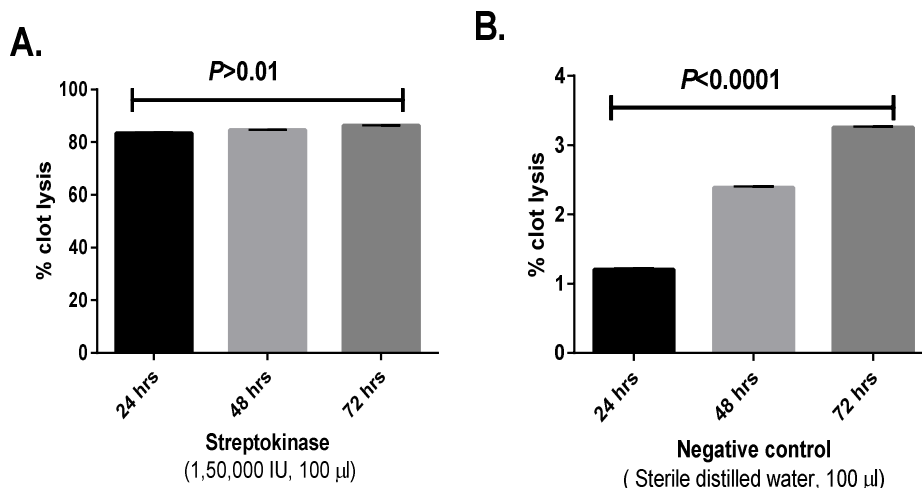 A.
P>0.01
100
80
60
40
20
0
% clot lysis
24 hrs
48 hrs
72 hrs
Streptokinase
(1,50,000 IU, 100 µl)
B.
P<0.0001
4
3
2
1
0
% clot lysis
24 hrs
48 hrs
72 hrs
Negative control
( Sterile distilled water, 100 µl)